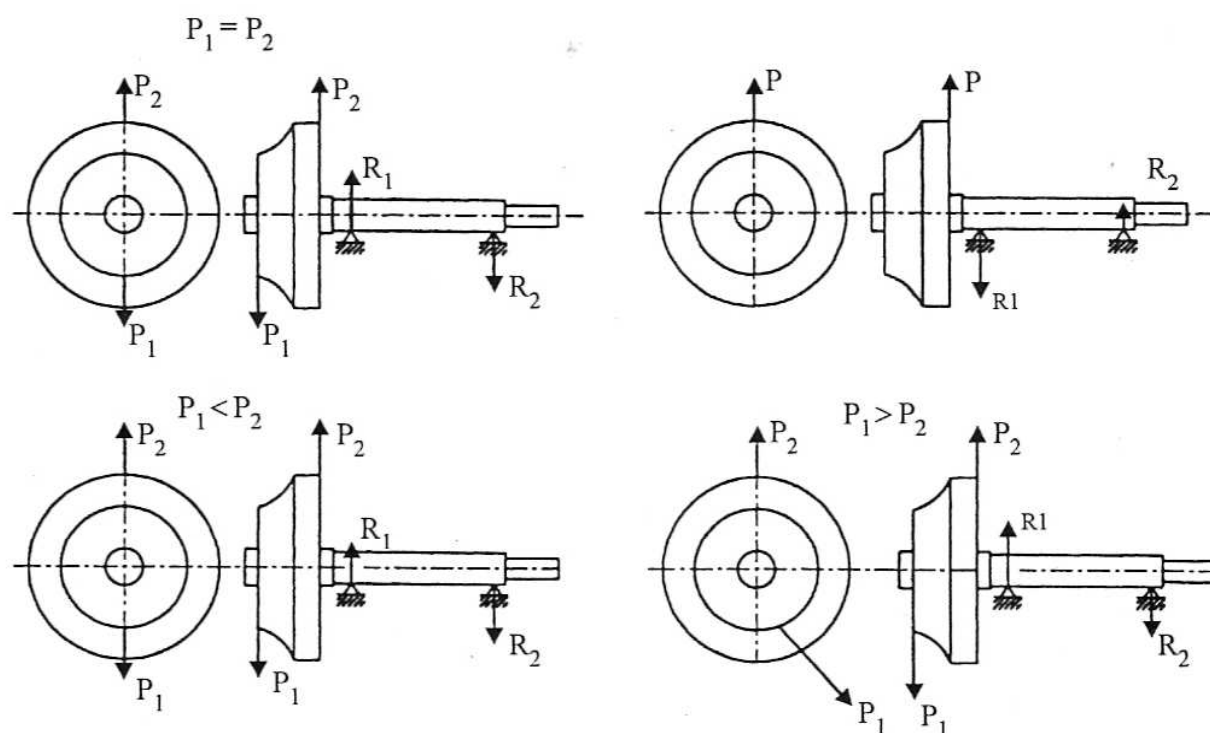 P₁ = P₂
P₂
P₂
R₁
R₂
P₁
P₁
P
P
R₂
R1
P₁ < P₂
P₂
P₂
R₁
R₂
P₁
P₁
P₁ > P₂
P₂
P₂
R1
R₂
P₁
P₁